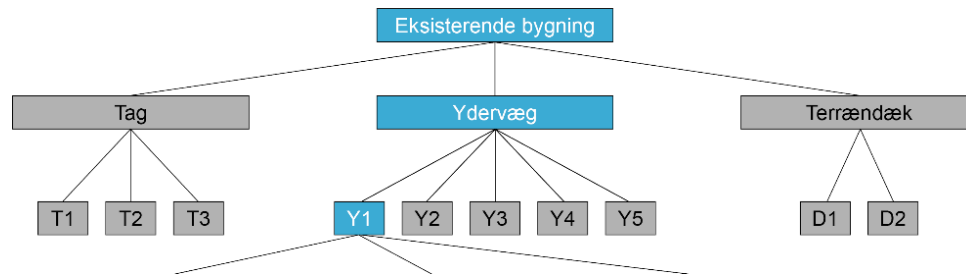 Eksisterende bygning
Tag
Ydervæg
Terrændæk
T1 T2 T3 Y1 Y2 Y3 Y4 Y5 D1 D2